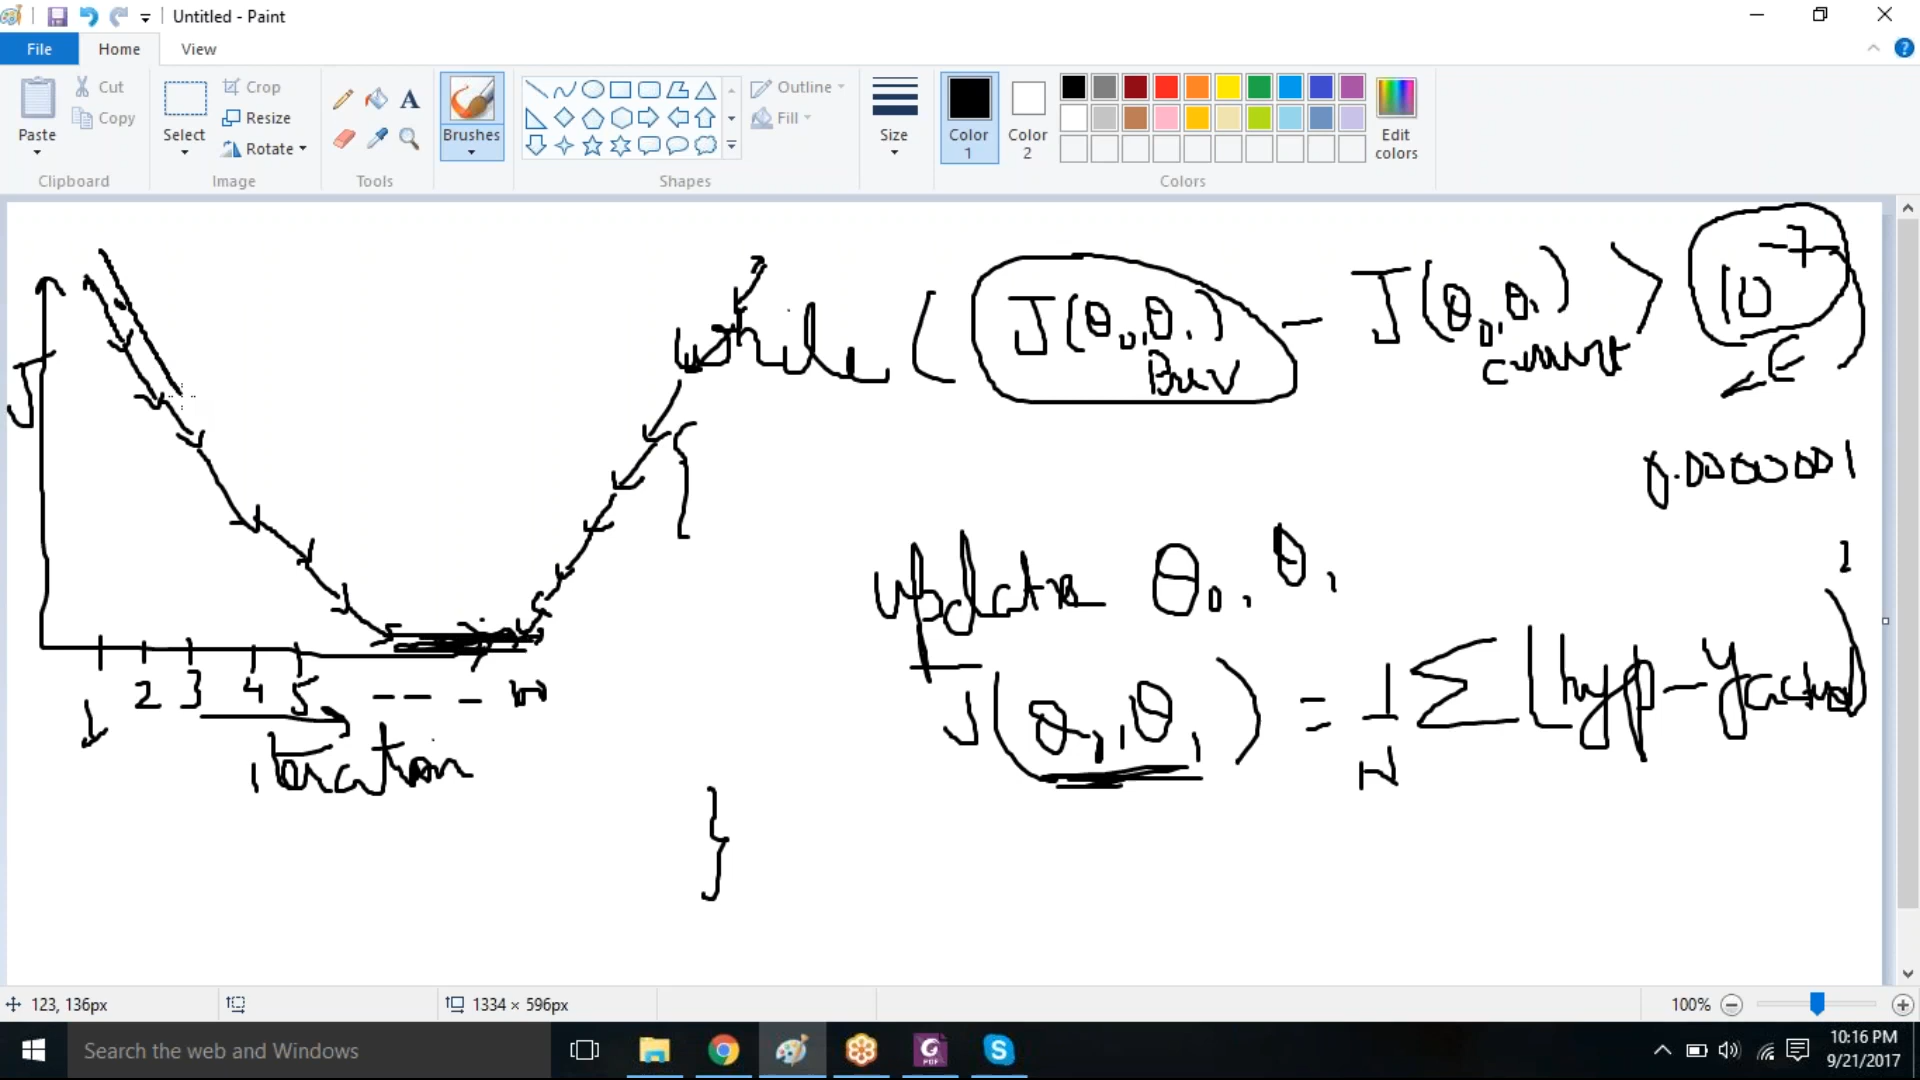 Untitled - Paint
File Home View
Paste Cut Copy
Select Crop Resize Rotate
A
Brushes
Outline Fill
Size
Color 1
Color 2
Edit colors
Clipboard Image Tools Shapes Colors
while ( J(θ₀,θ₁) - J(θ₀,θ₁) > 10⁻⁷ )
current
ϵ
J
0.0000001
update θ₀, θ₁
2
J(θ₀,θ₁) = 1/N Σ (hyp - Yactual)
2 3 4 5 - - - n
iteration
}
123, 136px
1334 × 596px
100%
Search the web and Windows
10:16 PM
9/21/2017